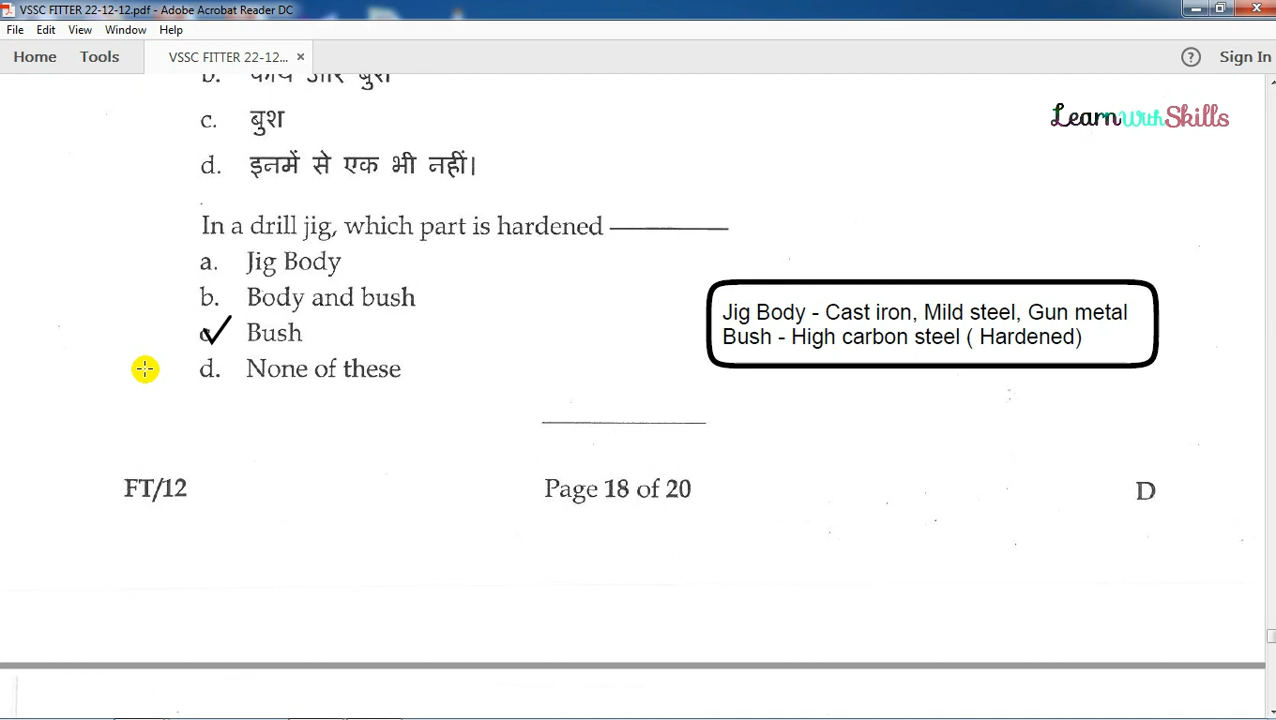 VSSC FITTER 22-12-12.pdf - Adobe Acrobat Reader DC
File Edit View Window Help
Home Tools VSSC FITTER 22-12... × ? Sign In
LearnWithSkills
c. बुश
d. इनमें से एक भी नहीं।
In a drill jig, which part is hardened
a. Jig Body
b. Body and bush
Bush
d. None of these
Jig Body - Cast iron, Mild steel, Gun metal
Bush - High carbon steel ( Hardened)
FT/12 Page 18 of 20 D